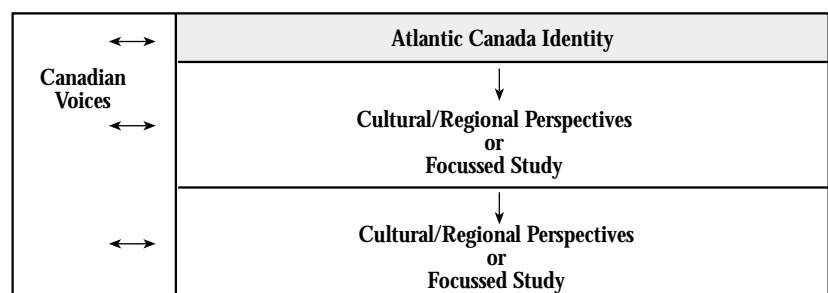 Canadian
Voices
Atlantic Canada Identity
Cultural/Regional Perspectives
or
Focussed Study
Cultural/Regional Perspectives
or
Focussed Study